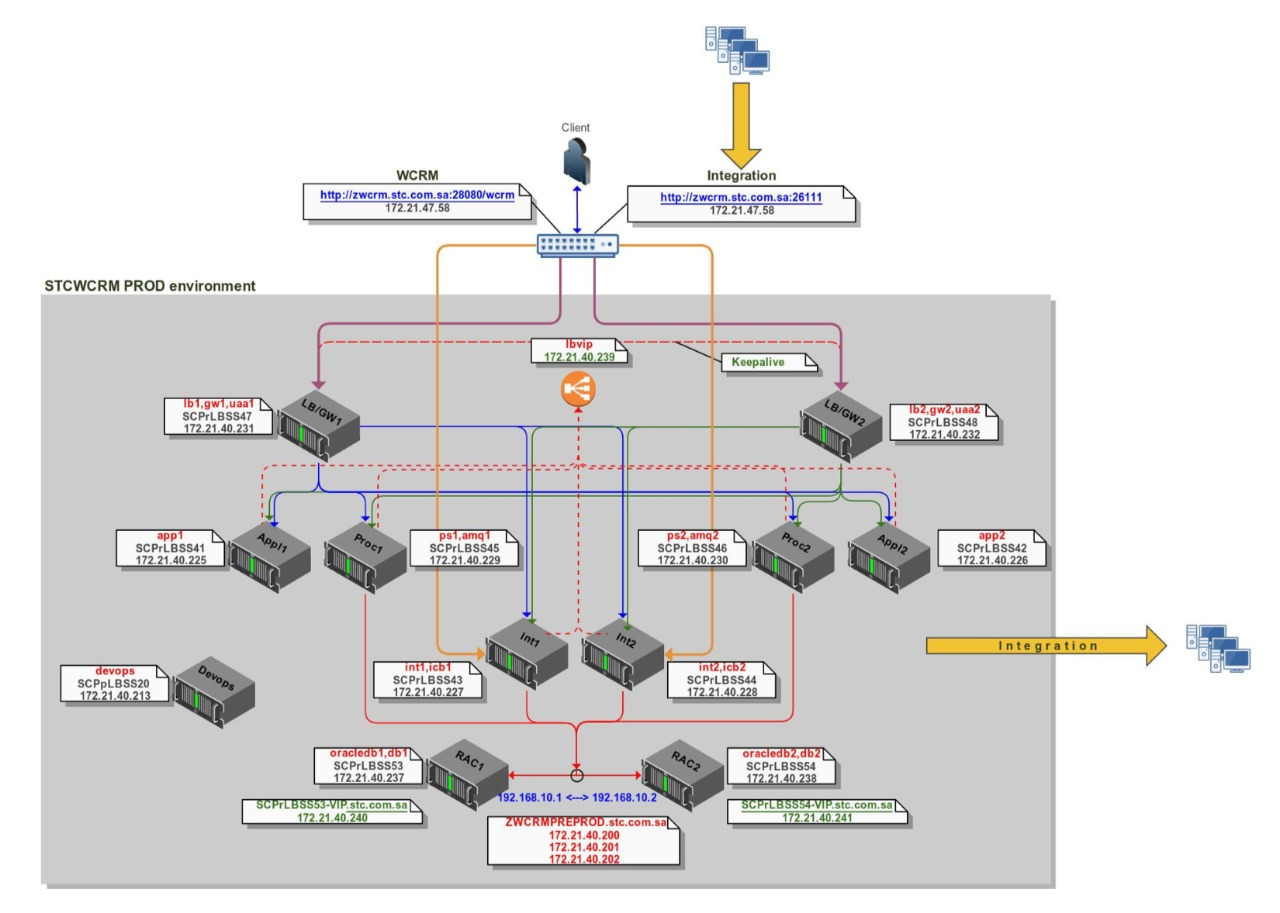 Client
WCRM
http://zwcrm.stc.com.sa:28080/wcrm
172.21.47.58
Integration
http://zwcrm.stc.com.sa:26111
172.21.47.58
STCWCRM PROD environment
lbvip
172.21.40.239
Keepalive
lb1,gw1,uaa1
SCPrLBSS47
172.21.40.231
LB/GW1
LB/GW2
lb2,gw2,uaa2
SCPrLBSS48
172.21.40.232
app1
SCPrLBSS41
172.21.40.225
Appl1
Proc1
ps1,amq1
SCPrLBSS45
172.21.40.229
ps2,amq2
SCPrLBSS46
172.21.40.230
Proc2
Appl2
app2
SCPrLBSS42
172.21.40.226
Int1
Int2
Integration
int1,icb1
SCPrLBSS43
172.21.40.227
int2,icb2
SCPrLBSS44
172.21.40.228
devops
SCPpLBSS20
172.21.40.213
Devops
oracledb1,db1
SCPrLBSS53
172.21.40.237
RAC1
RAC2
oracledb2,db2
SCPrLBSS54
172.21.40.238
192.168.10.1 <---> 192.168.10.2
SCPrLBSS53-VIP.stc.com.sa
172.21.40.240
SCPrLBSS54-VIP.stc.com.sa
172.21.40.241
ZWCRMPREPROD.stc.com.sa
172.21.40.200
172.21.40.201
172.21.40.202